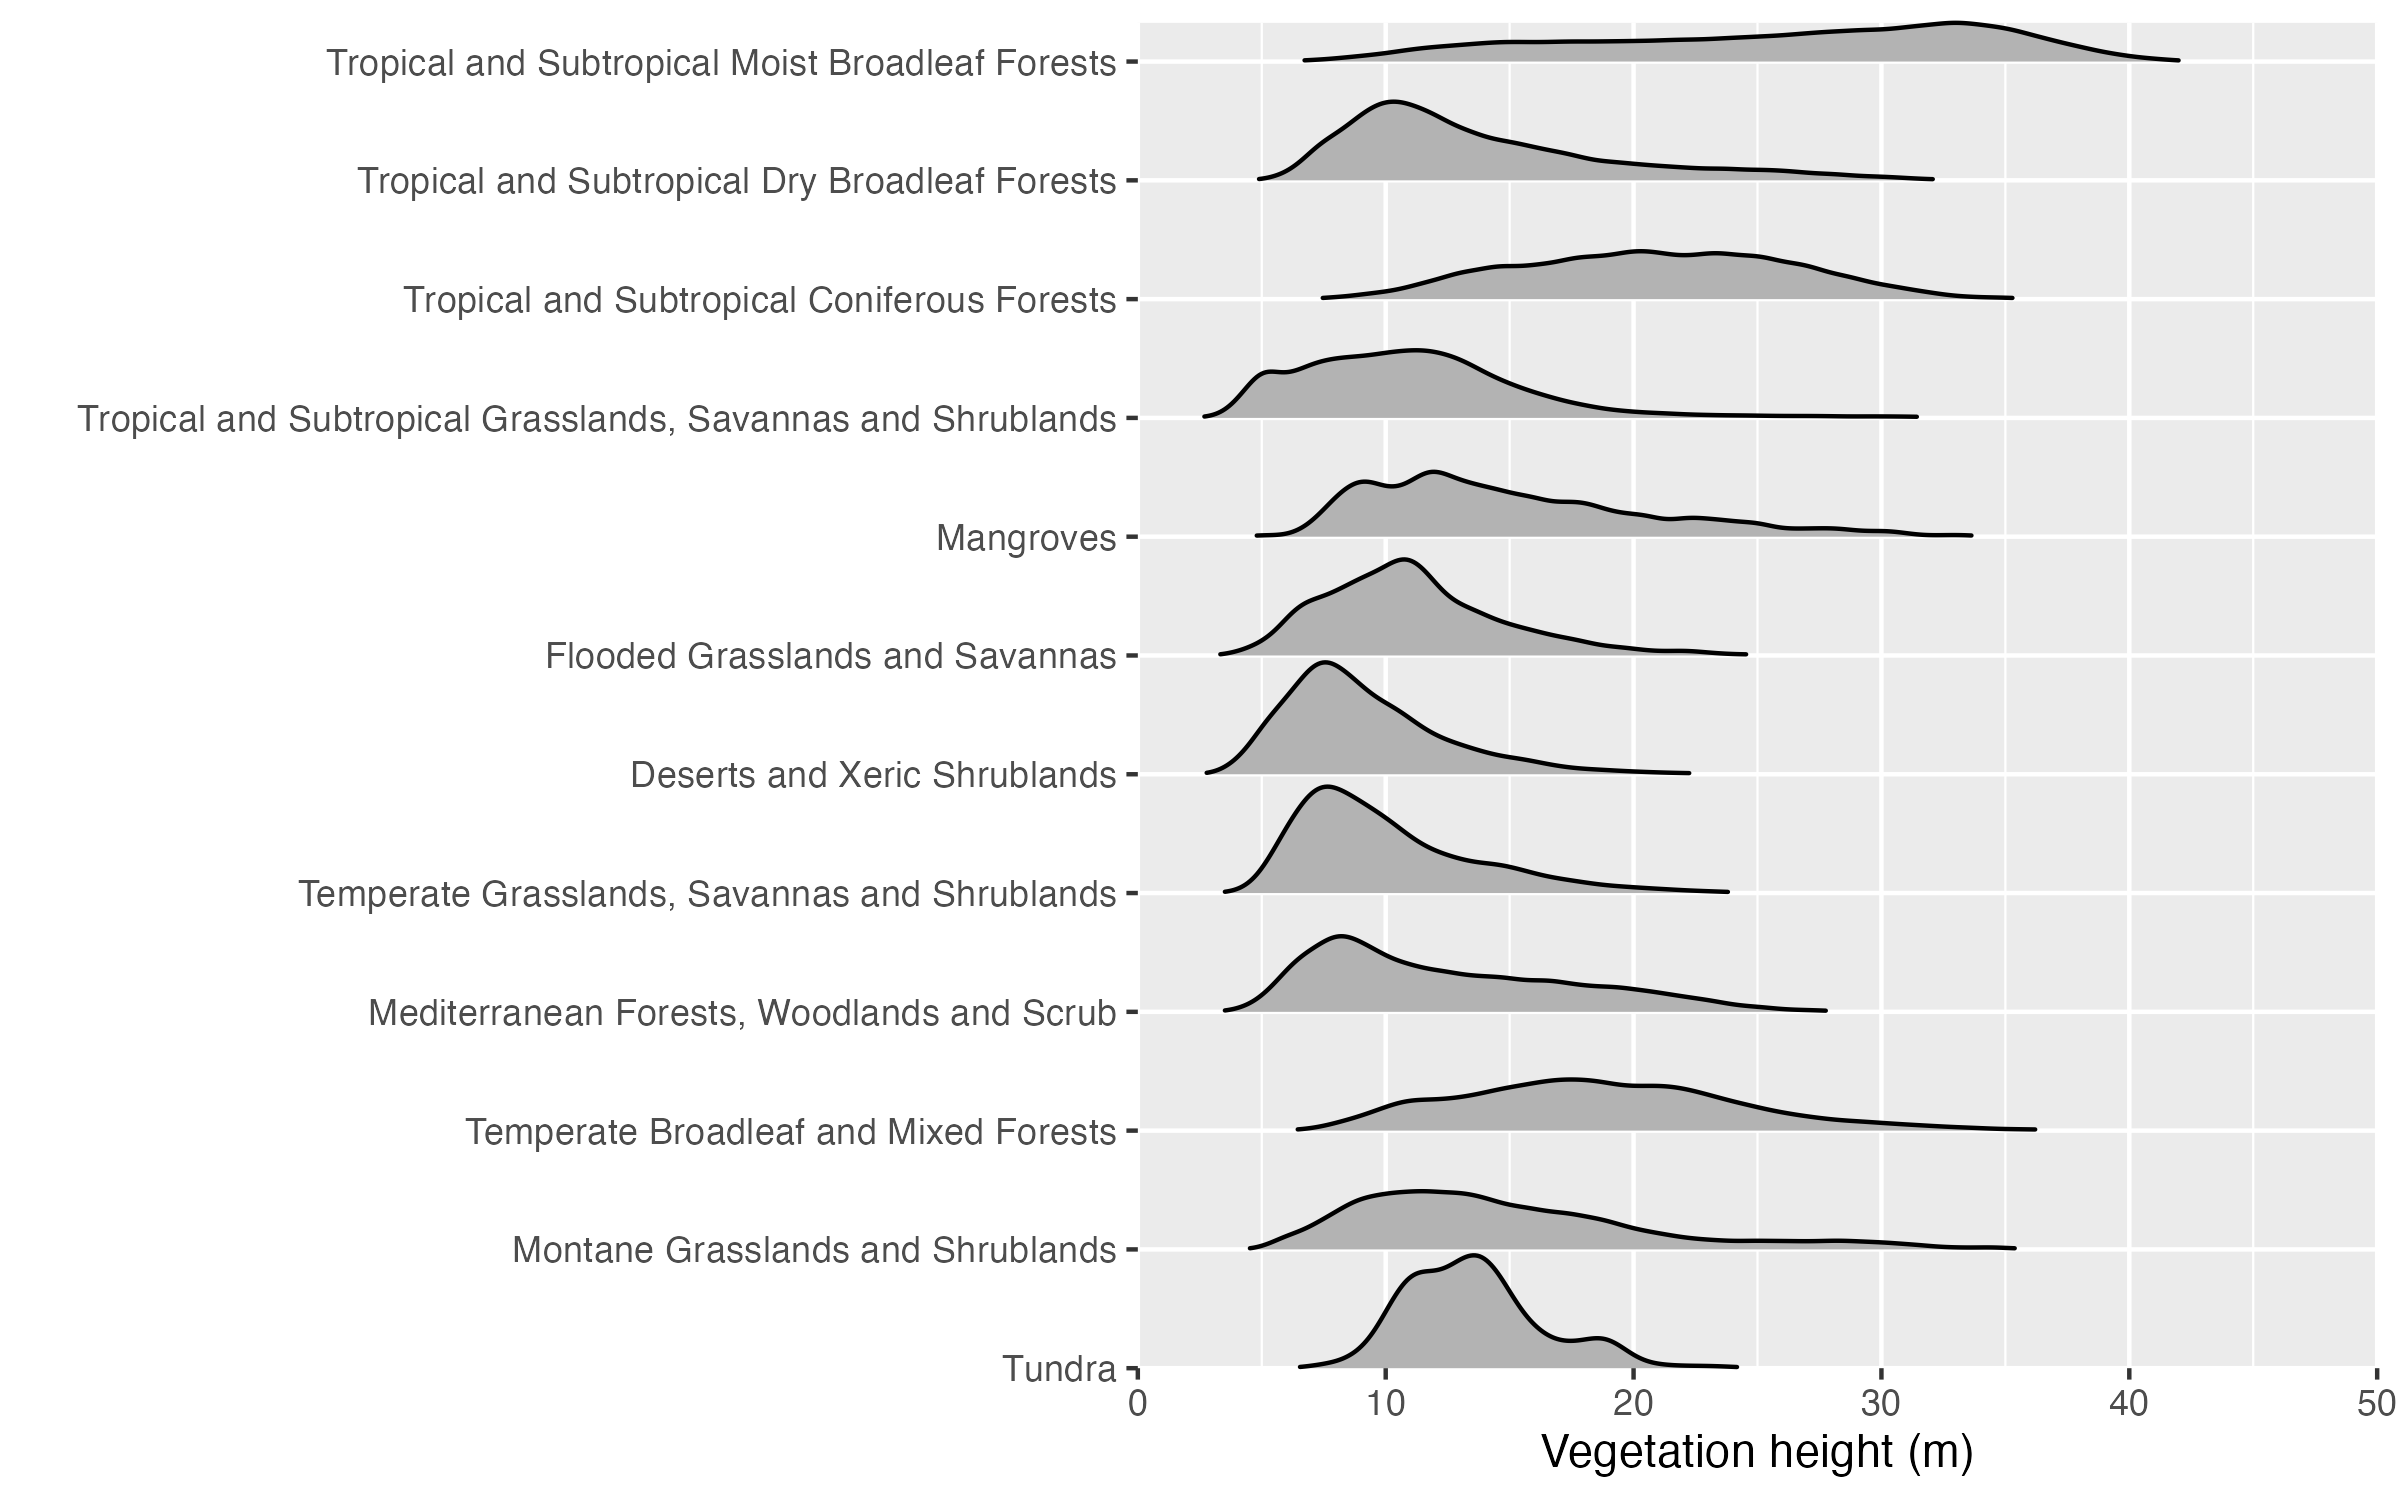 Tropical and Subtropical Moist Broadleaf Forests
Tropical and Subtropical Dry Broadleaf Forests
Tropical and Subtropical Coniferous Forests
Tropical and Subtropical Grasslands, Savannas and Shrublands
Mangroves
Flooded Grasslands and Savannas
Deserts and Xeric Shrublands
Temperate Grasslands, Savannas and Shrublands
Mediterranean Forests, Woodlands and Scrub
Temperate Broadleaf and Mixed Forests
Montane Grasslands and Shrublands
Tundra
0 10 20 30 40 50
Vegetation height (m)